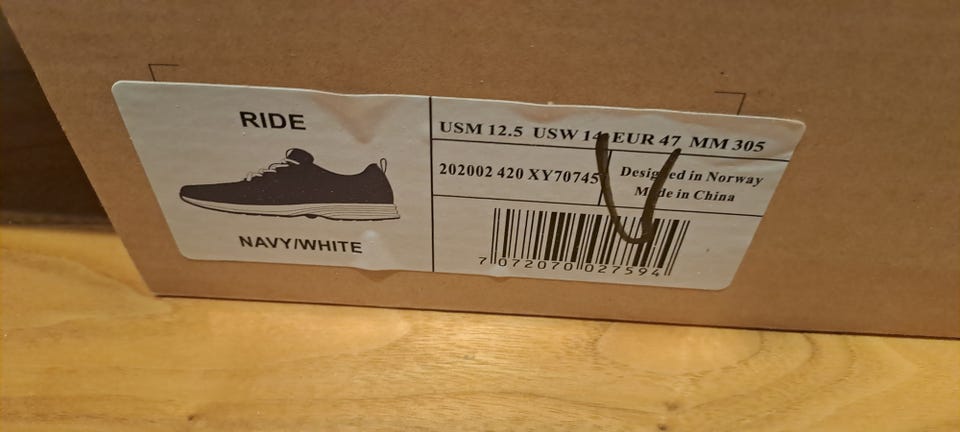 RIDE
NAVY/WHITE
USM 12.5 USW 14 EUR 47 MM 305
202002 420 XY70745
Designed in Norway
Made in China
7 072070 027594